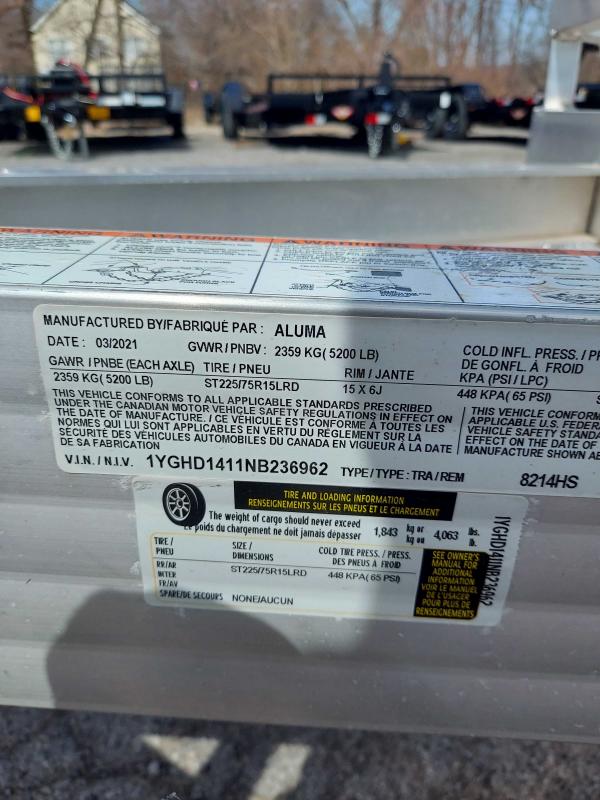 WARNING
WARNING
WARNING
WARNING
MANUFACTURED BY/FABRIQUÉ PAR : ALUMA
DATE : 03/2021 GVWR / PNBV : 2359 KG( 5200 LB)
COLD INFL. PRESS. / P
DE GONFL. À FROID
KPA (PSI / LPC)
GAWR / PNBE (EACH AXLE) TIRE / PNEU RIM / JANTE
2359 KG( 5200 LB) ST225/75R15LRD 15 X 6J 448 KPA( 65 PSI) S
THIS VEHICLE CONFORMS TO ALL APPLICABLE STANDARDS PRESCRIBED
UNDER THE CANADIAN MOTOR VEHICLE SAFETY REGULATIONS IN EFFECT ON
THE DATE OF MANUFACTURE. / CE VÉHICULE EST CONFORME À TOUTES LES
NORMES QUI LUI SONT APPLICABLES EN VERTU DU RÈGLEMENT SUR LA
SÉCURITÉ DES VÉHICULES AUTOMOBILES DU CANADA EN VIGUEUR À LA DATE
DE SA FABRICATION
THIS VEHICLE CONFORM
APPLICABLE U.S. FEDERA
VEHICLE SAFETY STANDA
EFFECT ON THE DATE OF
MANUFACTURE SHOWN AB
V.I.N. / N.I.V. 1YGHD1411NB236962 TYPE / TYPE : TRA / REM 8214HS
TIRE AND LOADING INFORMATION
RENSEIGNEMENTS SUR LES PNEUS ET LE CHARGEMENT
The weight of cargo should never exceed
Le poids du chargement ne doit jamais dépasser
1,843 kg or kg ou 4,063 lbs. lb.
TIRE / PNEU SIZE / DIMENSIONS COLD TIRE PRESS. / PRESS. DES PNEUS À FROID
RR/AR ST225/75R15LRD 448 KPA( 65 PSI)
INTER
FR/AV
SPARE/DE SECOURS NONE/AUCUN
SEE OWNER'S
MANUAL FOR
ADDITIONAL
INFORMATION
VOIR LE MANUEL
DE L'USAGER
POUR PLUS DE
RENSEIGNEMENTS
1YGHD1411NB236962